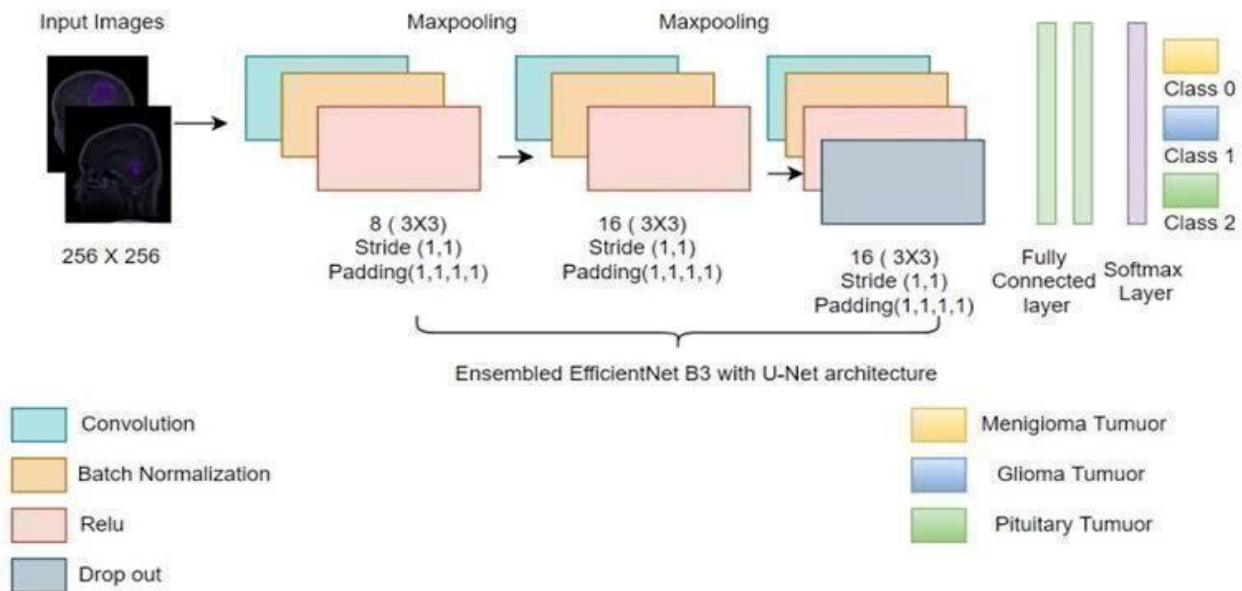 Input Images
Maxpooling
Maxpooling
256 X 256
8 ( 3X3)
Stride (1,1)
Padding(1,1,1,1)
16 ( 3X3)
Stride (1,1)
Padding(1,1,1,1)
16 ( 3X3)
Stride (1,1)
Padding(1,1,1,1)
Fully
Connected
layer
Softmax
Layer
Class 0
Class 1
Class 2
Ensembled EfficientNet B3 with U-Net architecture
Convolution
Batch Normalization
Relu
Drop out
Menigioma Tumuor
Glioma Tumuor
Pituitary Tumuor